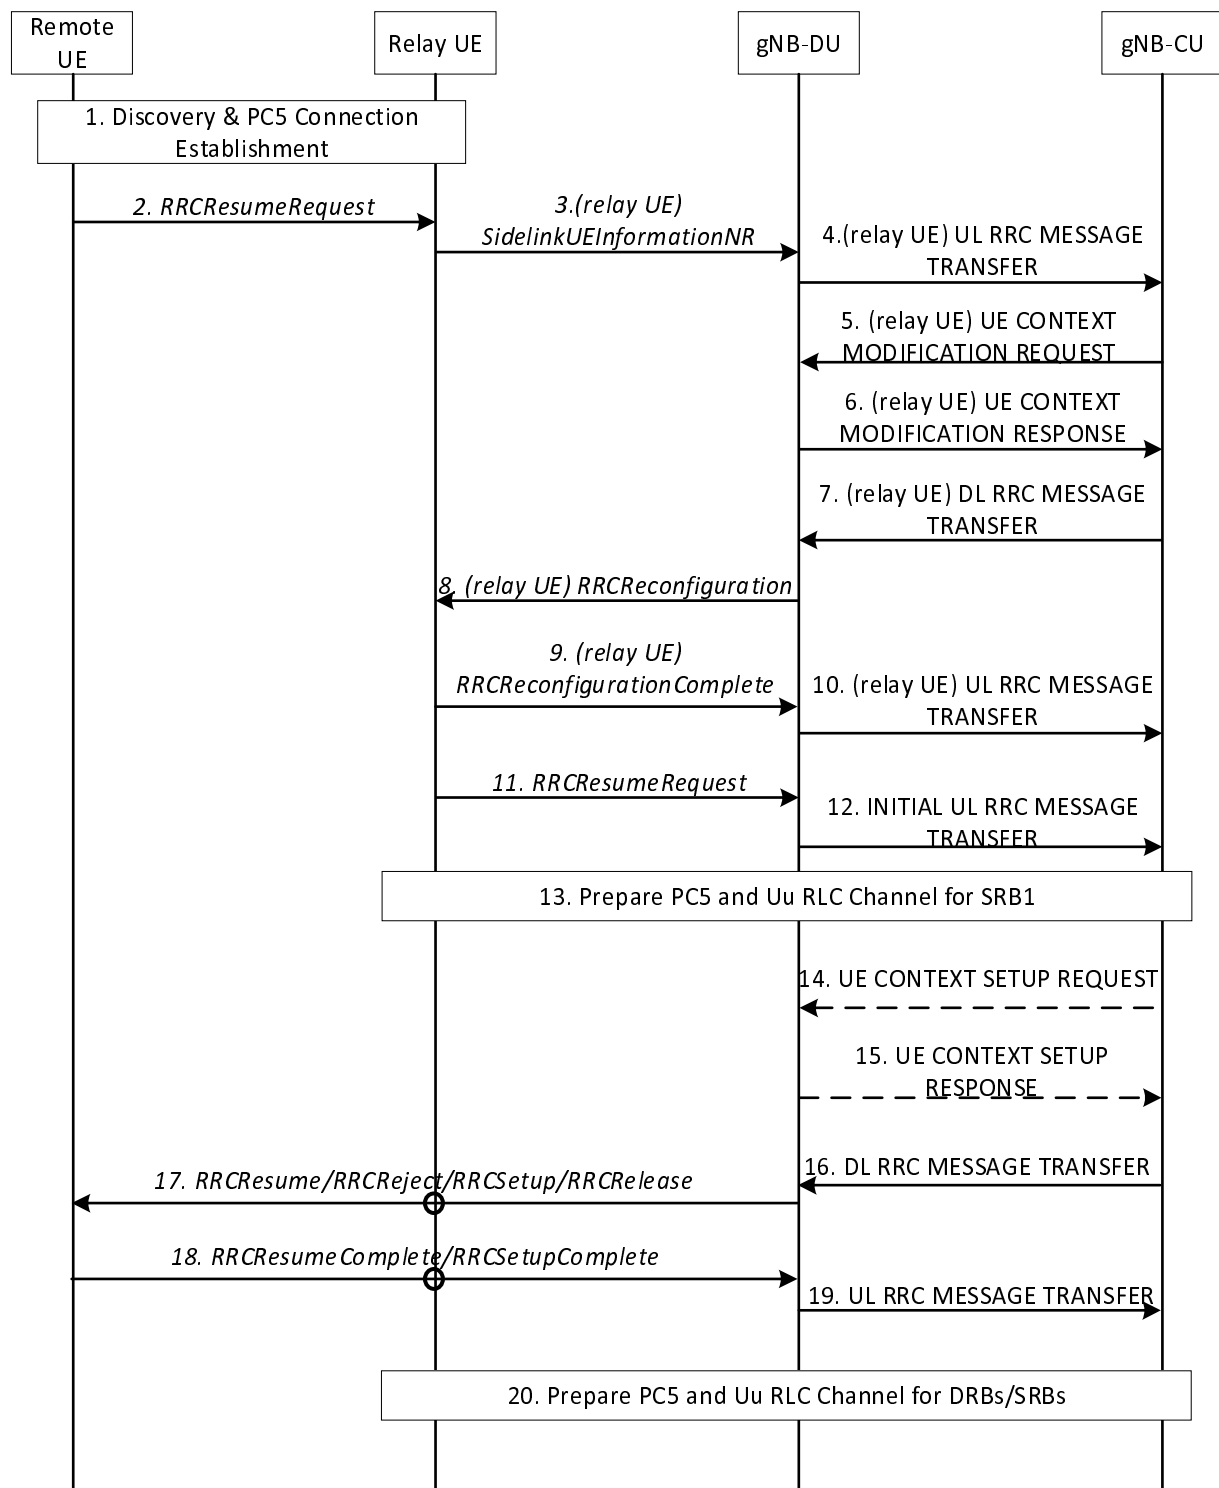 Remote
UE
Relay UE
gNB-DU
gNB-CU
1. Discovery & PC5 Connection
Establishment
2. RRCResumeRequest
3.(relay UE)
SidelinkUEInformationNR
4.(relay UE) UL RRC MESSAGE
TRANSFER
5. (relay UE) UE CONTEXT
MODIFICATION REQUEST
6. (relay UE) UE CONTEXT
MODIFICATION RESPONSE
7. (relay UE) DL RRC MESSAGE
TRANSFER
8. (relay UE) RRCReconfiguration
9. (relay UE)
RRCReconfigurationComplete
10. (relay UE) UL RRC MESSAGE
TRANSFER
11. RRCResumeRequest
12. INITIAL UL RRC MESSAGE
TRANSFER
13. Prepare PC5 and Uu RLC Channel for SRB1
14. UE CONTEXT SETUP REQUEST
15. UE CONTEXT SETUP
RESPONSE
16. DL RRC MESSAGE TRANSFER
17. RRCResume/RRCReject/RRCSetup/RRCRelease
18. RRCResumeComplete/RRCSetupComplete
19. UL RRC MESSAGE TRANSFER
20. Prepare PC5 and Uu RLC Channel for DRBs/SRBs